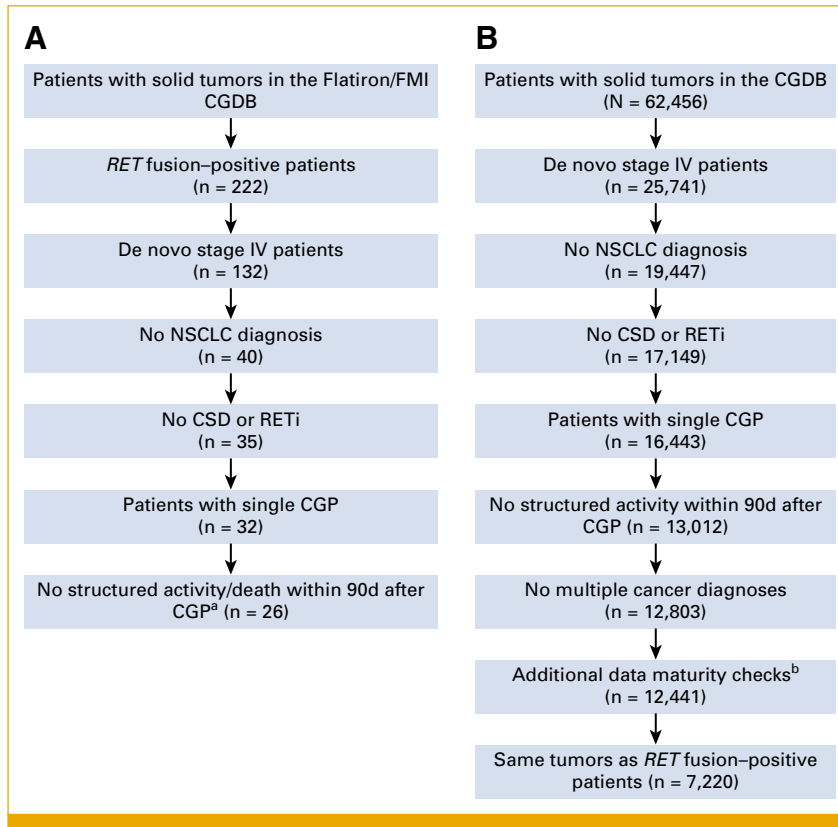 A
Patients with solid tumors in the Flatiron/FMI
CGDB
RET fusion–positive patients
(n = 222)
De novo stage IV patients
(n = 132)
No NSCLC diagnosis
(n = 40)
No CSD or RETi
(n = 35)
Patients with single CGP
(n = 32)
No structured activity/death within 90d after
CGPᵃ (n = 26)
B
Patients with solid tumors in the CGDB
(N = 62,456)
De novo stage IV patients
(n = 25,741)
No NSCLC diagnosis
(n = 19,447)
No CSD or RETi
(n = 17,149)
Patients with single CGP
(n = 16,443)
No structured activity within 90d after
CGP (n = 13,012)
No multiple cancer diagnoses
(n = 12,803)
Additional data maturity checksᵇ
(n = 12,441)
Same tumors as RET fusion–positive
patients (n = 7,220)